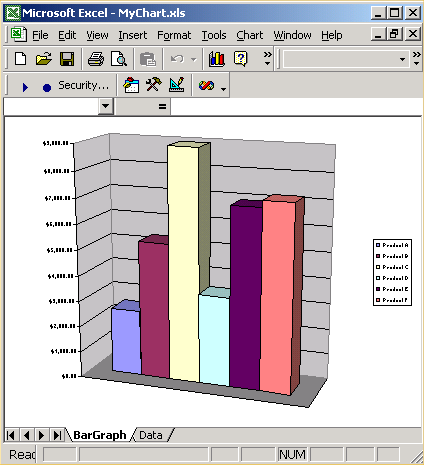 Microsoft Excel - MyChart.xls
File Edit View Insert Format Tools Chart Window Help
Security...
=
$9,000.00
$8,000.00
$7,000.00
$6,000.00
$5,000.00
$4,000.00
$3,000.00
$2,000.00
$1,000.00
$0.00
Product A
Product B
Product C
Product D
Product E
Product F
BarGraph Data
Read NUM